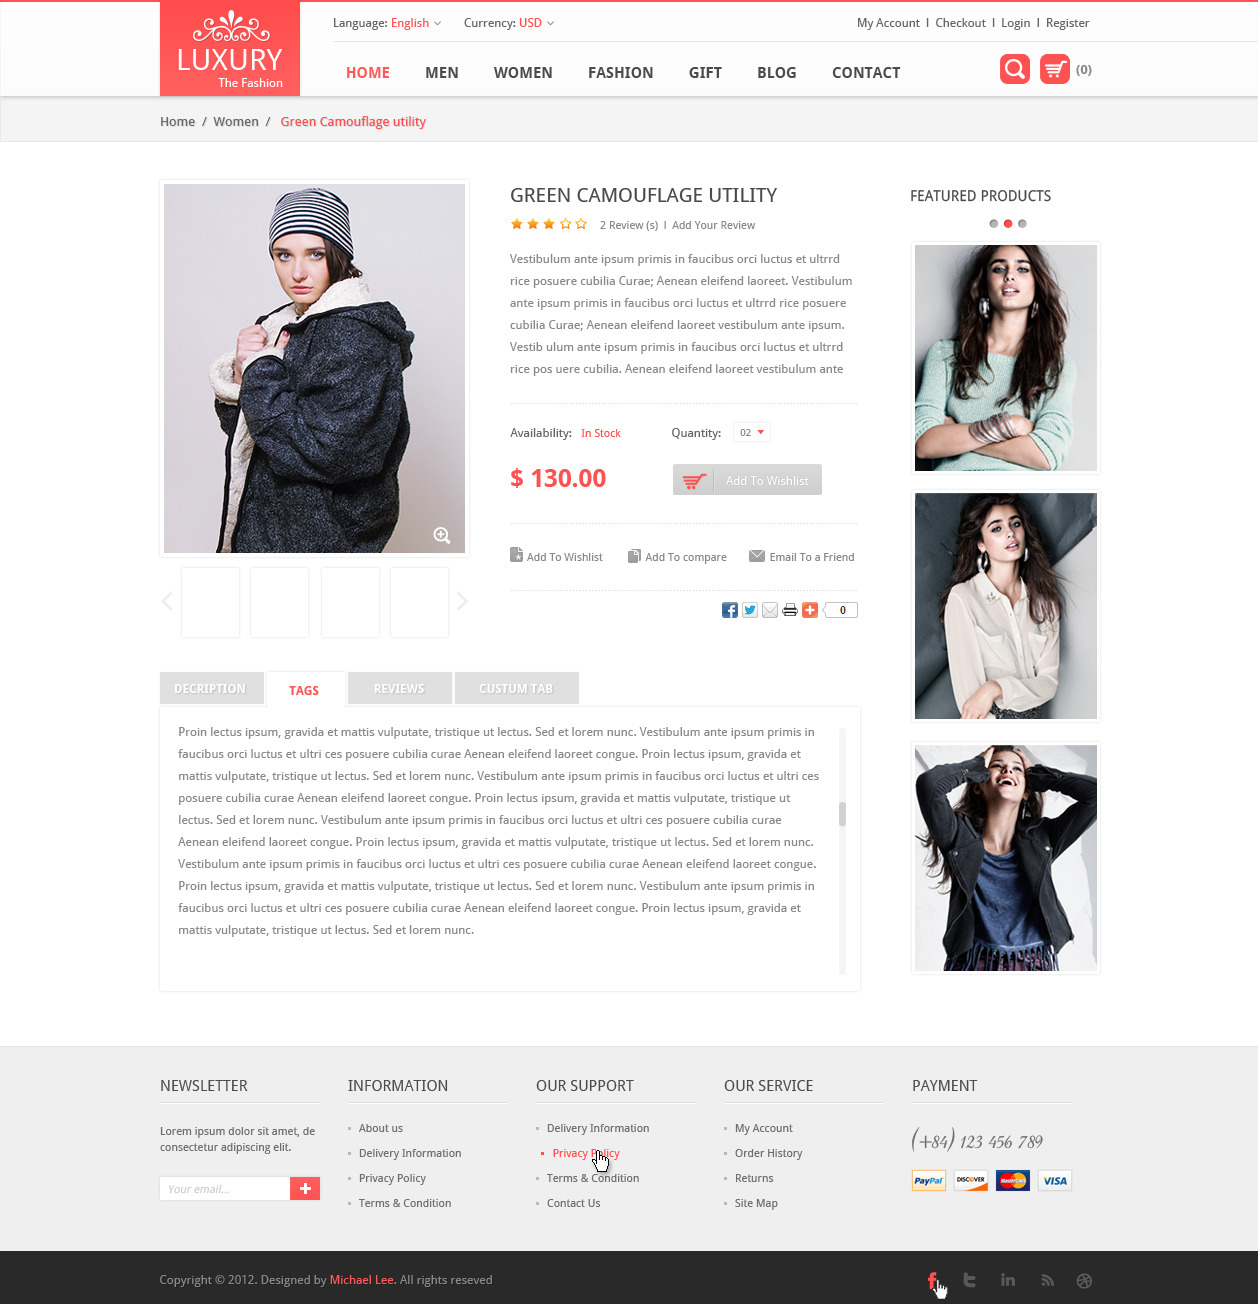 LUXURY
The Fashion
Language: English
Currency: USD
My Account I Checkout I Login I Register
HOME MEN WOMEN FASHION GIFT BLOG CONTACT
(0)
Home / Women / Green Camouflage utility
GREEN CAMOUFLAGE UTILITY
2 Review (s) I Add Your Review
Vestibulum ante ipsum primis in faucibus orci luctus et ultrrd
rice posuere cubilia Curae; Aenean eleifend laoreet. Vestibulum
ante ipsum primis in faucibus orci luctus et ultrrd rice posuere
cubilia Curae; Aenean eleifend laoreet vestibulum ante ipsum.
Vestib ulum ante ipsum primis in faucibus orci luctus et ultrrd
rice pos uere cubilia. Aenean eleifend laoreet vestibulum ante
Availability: In Stock
Quantity: 02
$ 130.00
Add To Wishlist
Add To Wishlist
Add To compare
Email To a Friend
0
FEATURED PRODUCTS
DECRIPTION
TAGS
REVIEWS
CUSTUM TAB
Proin lectus ipsum, gravida et mattis vulputate, tristique ut lectus. Sed et lorem nunc. Vestibulum ante ipsum primis in
faucibus orci luctus et ultri ces posuere cubilia curae Aenean eleifend laoreet congue. Proin lectus ipsum, gravida et
mattis vulputate, tristique ut lectus. Sed et lorem nunc. Vestibulum ante ipsum primis in faucibus orci luctus et ultri ces
posuere cubilia curae Aenean eleifend laoreet congue. Proin lectus ipsum, gravida et mattis vulputate, tristique ut
lectus. Sed et lorem nunc. Vestibulum ante ipsum primis in faucibus orci luctus et ultri ces posuere cubilia curae
Aenean eleifend laoreet congue. Proin lectus ipsum, gravida et mattis vulputate, tristique ut lectus. Sed et lorem nunc.
Vestibulum ante ipsum primis in faucibus orci luctus et ultri ces posuere cubilia curae Aenean eleifend laoreet congue.
Proin lectus ipsum, gravida et mattis vulputate, tristique ut lectus. Sed et lorem nunc. Vestibulum ante ipsum primis in
faucibus orci luctus et ultri ces posuere cubilia curae Aenean eleifend laoreet congue. Proin lectus ipsum, gravida et
mattis vulputate, tristique ut lectus. Sed et lorem nunc.
NEWSLETTER
Lorem ipsum dolor sit amet, de
consectetur adipiscing elit.
Your email...
INFORMATION
About us
Delivery Information
Privacy Policy
Terms & Condition
OUR SUPPORT
Delivery Information
Privacy Policy
Terms & Condition
Contact Us
OUR SERVICE
My Account
Order History
Returns
Site Map
PAYMENT
(+84) 123 456 789
PayPal
DISCOVER
MasterCard
VISA
Copyright © 2012. Designed by Michael Lee. All rights reseved